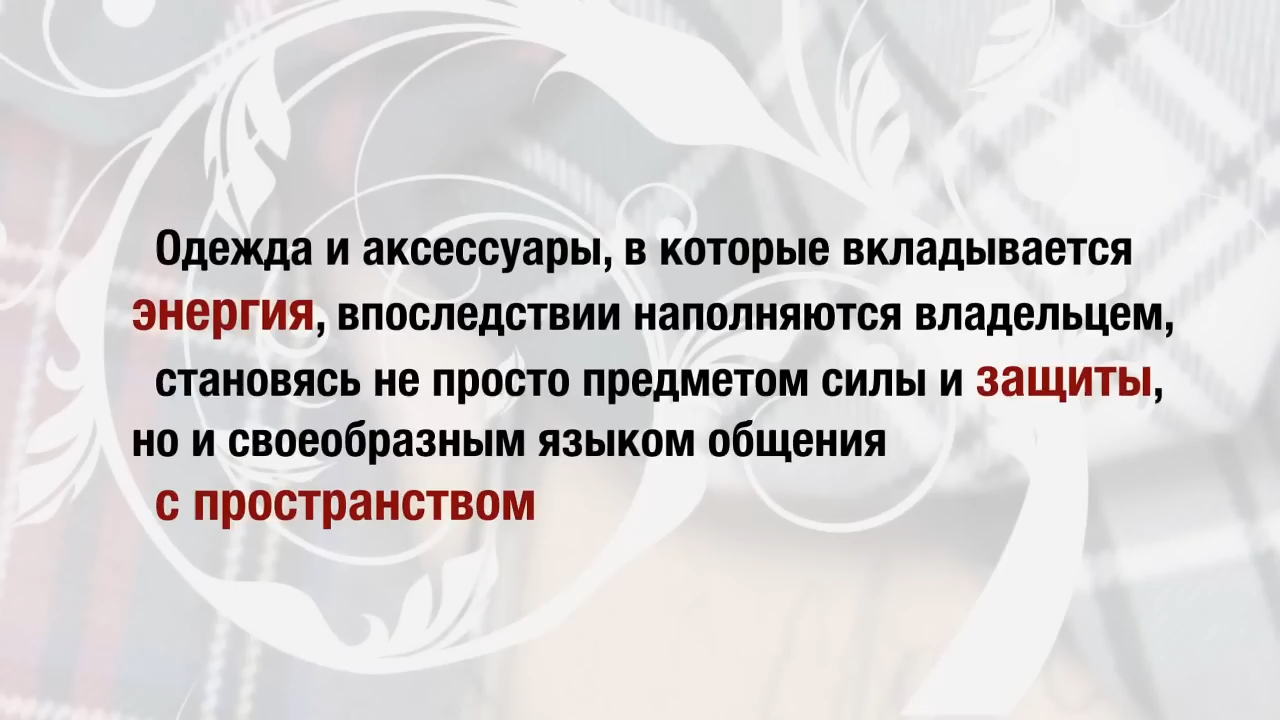 Одежда и аксессуары, в которые вкладывается
энергия, впоследствии наполняются владельцем,
становясь не просто предметом силы и защиты,
но и своеобразным языком общения
с пространством